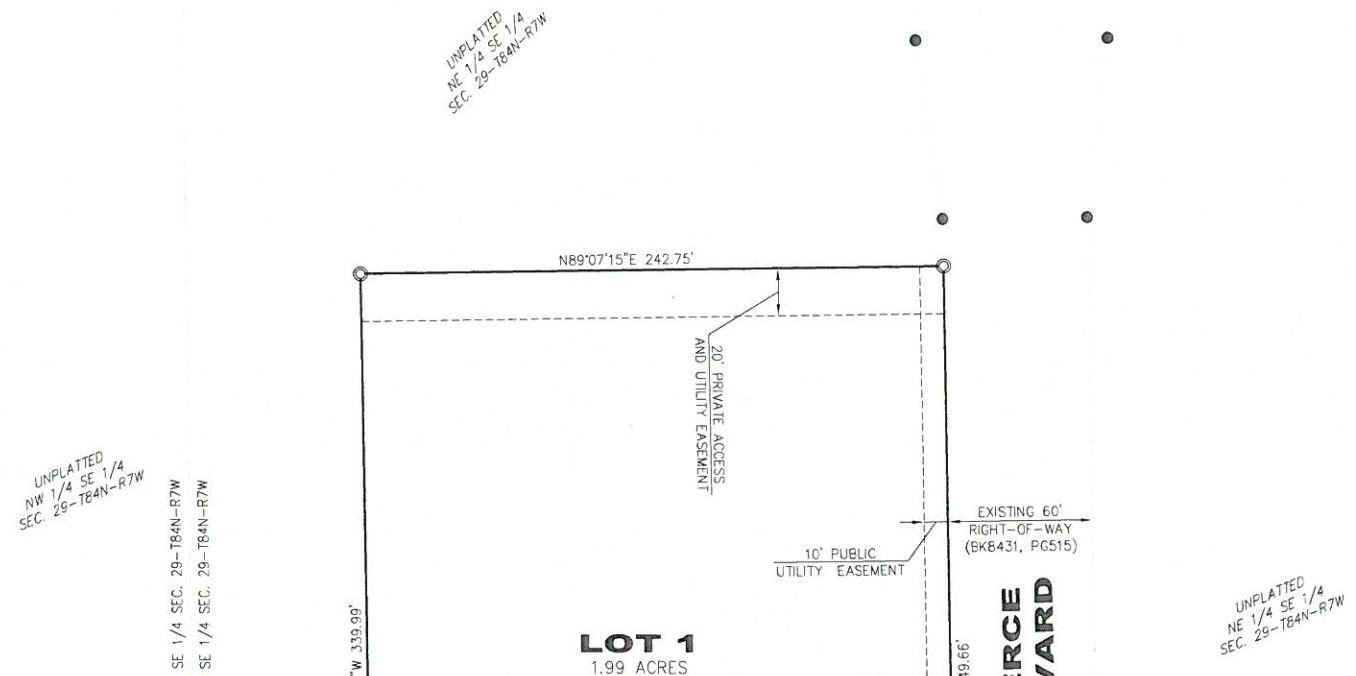 UNPLATTED
NE 1/4 SE 1/4
SEC. 29-T84N-R7W
N89°07'15"E 242.75'
20' PRIVATE ACCESS
AND UTILITY EASEMENT
UNPLATTED
NW 1/4 SE 1/4
SEC. 29-T84N-R7W
SE 1/4 SEC. 29-T84N-R7W
SE 1/4 SEC. 29-T84N-R7W
EXISTING 60'
RIGHT-OF-WAY
(BK8431, PG515)
10' PUBLIC
UTILITY EASEMENT
UNPLATTED
NE 1/4 SE 1/4
SEC. 29-T84N-R7W
"W 339.99'
LOT 1
1.99 ACRES
49.66'
ERCE
VARD